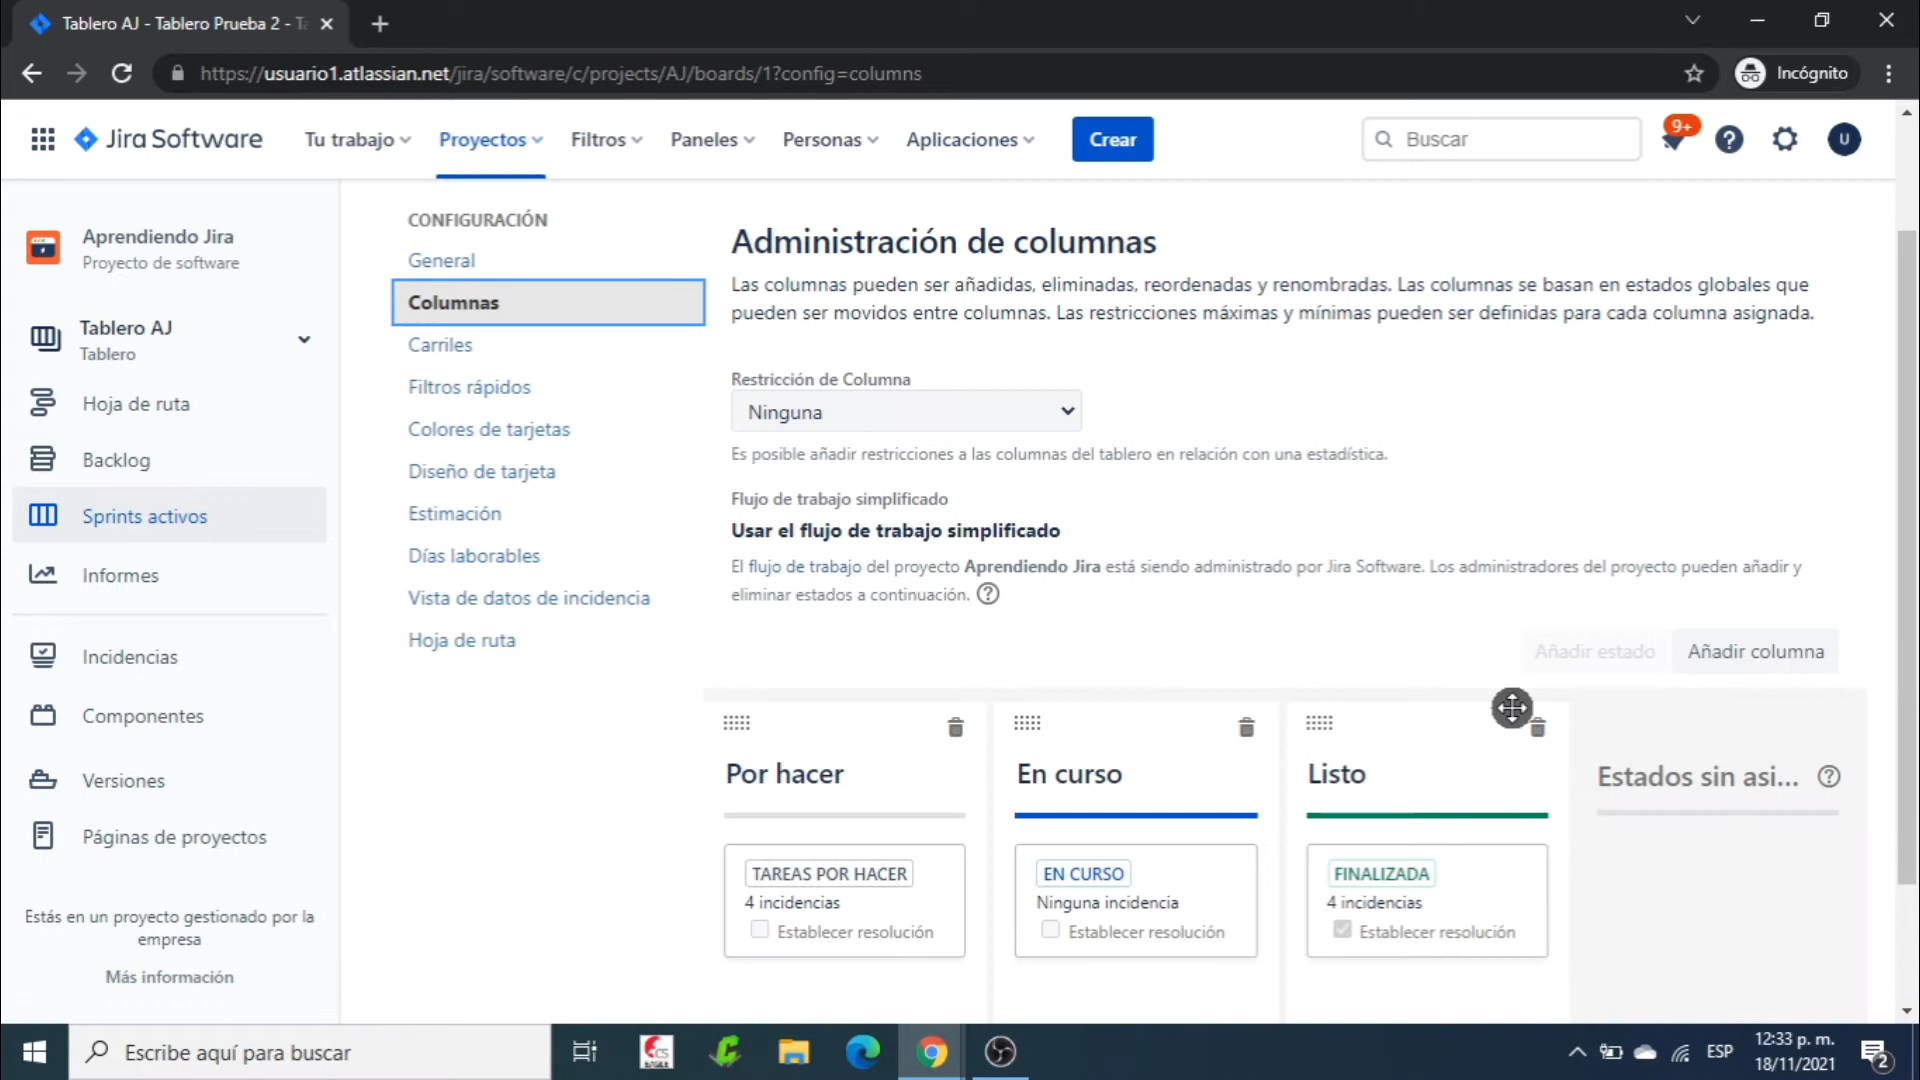 Tablero AJ - Tablero Prueba 2 - Ta
https://usuario1.atlassian.net/jira/software/c/projects/AJ/boards/1?config=columns
Incógnito
Jira Software
Tu trabajo
Proyectos
Filtros
Paneles
Personas
Aplicaciones
Crear
Buscar
9+
U
Aprendiendo Jira
Proyecto de software
Tablero AJ
Tablero
Hoja de ruta
Backlog
Sprints activos
Informes
Incidencias
Componentes
Versiones
Páginas de proyectos
Estás en un proyecto gestionado por la
empresa
Más información
CONFIGURACIÓN
General
Columnas
Carriles
Filtros rápidos
Colores de tarjetas
Diseño de tarjeta
Estimación
Días laborables
Vista de datos de incidencia
Hoja de ruta
Administración de columnas
Las columnas pueden ser añadidas, eliminadas, reordenadas y renombradas. Las columnas se basan en estados globales que
pueden ser movidos entre columnas. Las restricciones máximas y mínimas pueden ser definidas para cada columna asignada.
Restricción de Columna
Ninguna
Es posible añadir restricciones a las columnas del tablero en relación con una estadística.
Flujo de trabajo simplificado
Usar el flujo de trabajo simplificado
El flujo de trabajo del proyecto Aprendiendo Jira está siendo administrado por Jira Software. Los administradores del proyecto pueden añadir y
eliminar estados a continuación.
Añadir estado
Añadir columna
Por hacer
TAREAS POR HACER
4 incidencias
Establecer resolución
En curso
EN CURSO
Ninguna incidencia
Establecer resolución
Listo
FINALIZADA
4 incidencias
Establecer resolución
Estados sin asi...
Escribe aquí para buscar
ESP
12:33 p. m.
18/11/2021
2